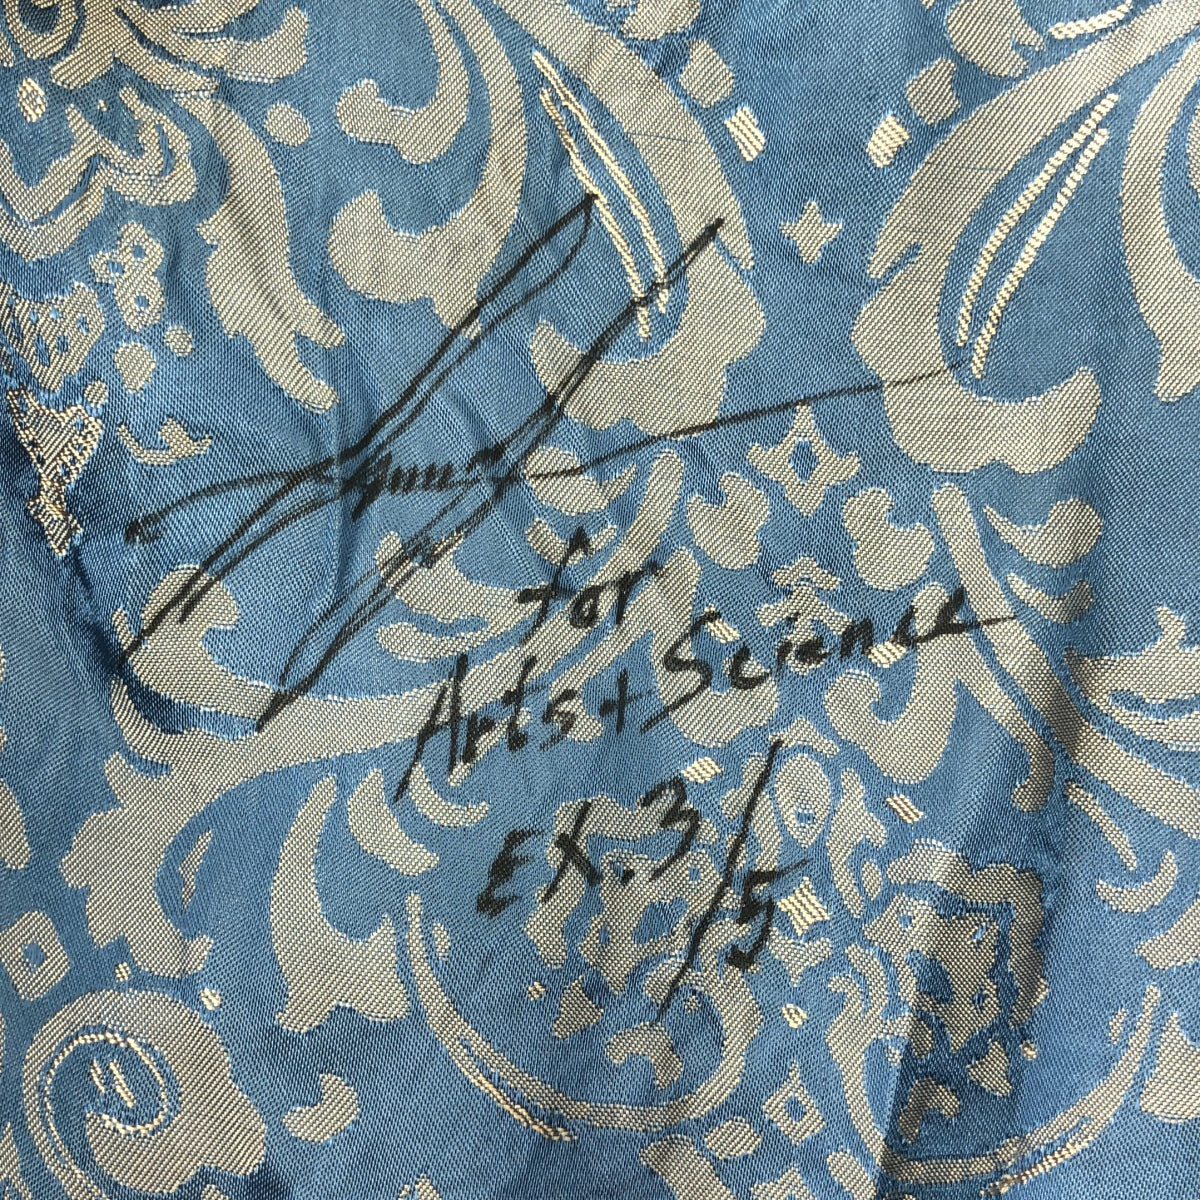 for
Arts + Science
EX. 3/5